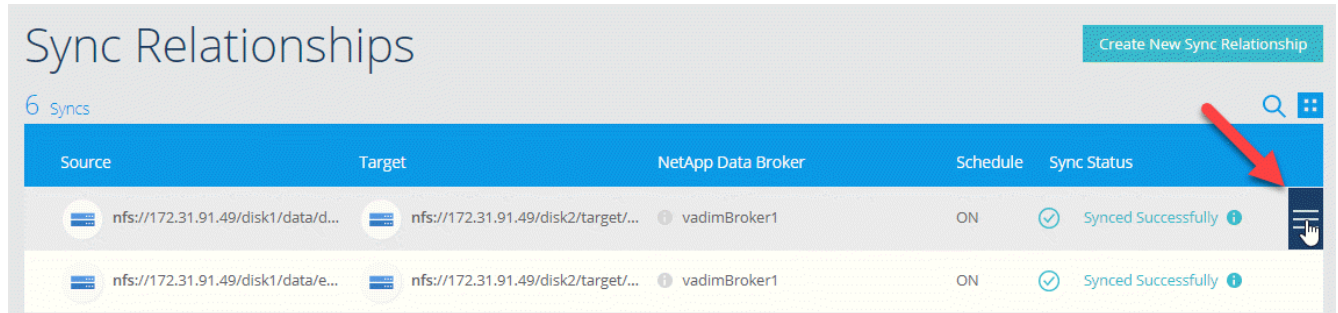 Sync Relationships
Create New Sync Relationship
6 Syncs
Source Target NetApp Data Broker Schedule Sync Status
nfs://172.31.91.49/disk1/data/d... nfs://172.31.91.49/disk2/target/... vadimBroker1 ON Synced Successfully
nfs://172.31.91.49/disk1/data/e... nfs://172.31.91.49/disk2/target/... vadimBroker1 ON Synced Successfully